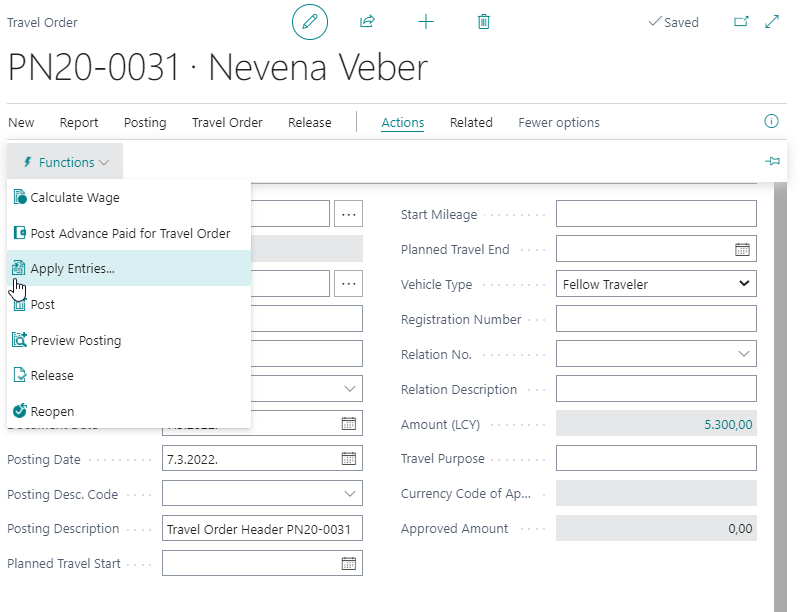 Travel Order
Saved
PN20-0031 · Nevena Veber
New Report Posting Travel Order Release Actions Related Fewer options
Functions
Calculate Wage
Post Advance Paid for Travel Order
Apply Entries...
Post
Preview Posting
Release
Reopen
Posting Date 7.3.2022.
Posting Desc. Code
Posting Description Travel Order Header PN20-0031
Planned Travel Start
Start Mileage
Planned Travel End
Vehicle Type Fellow Traveler
Registration Number
Relation No.
Relation Description
Amount (LCY) 5.300,00
Travel Purpose
Currency Code of Ap...
Approved Amount 0,00